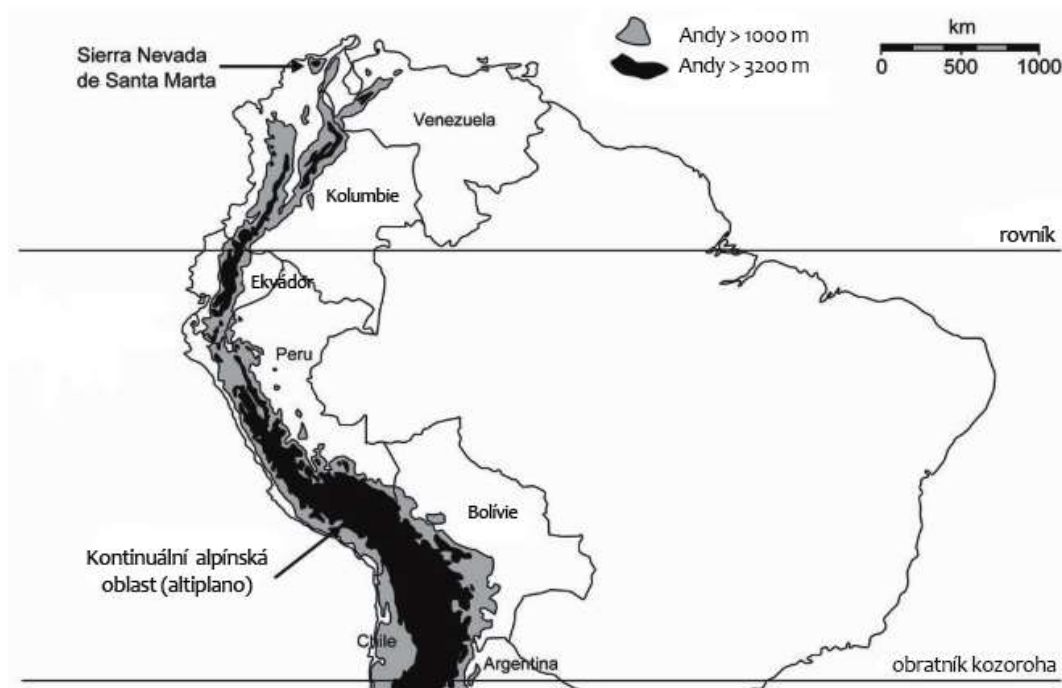 Sierra Nevada
de Santa Marta
Andy > 1000 m
Andy > 3200 m
km
0 500 1000
Venezuela
Kolumbie
rovník
Ekvádor
Peru
Bolívie
Kontinuální alpínská
oblast (altiplano)
Chile
Argentina
obratník kozoroha